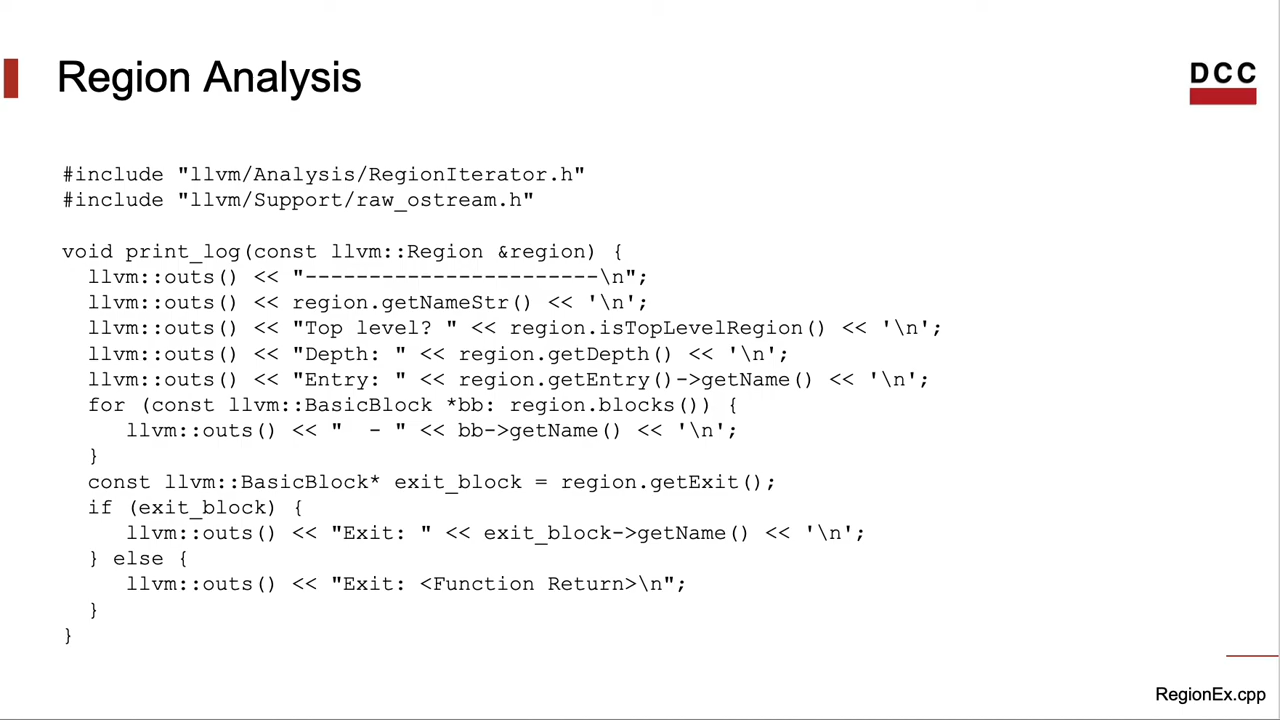 Region Analysis
DCC
#include "llvm/Analysis/RegionIterator.h"
#include "llvm/Support/raw_ostream.h"
void print_log(const llvm::Region &region) {
  llvm::outs() << "-----------------------\n";
  llvm::outs() << region.getNameStr() << '\n';
  llvm::outs() << "Top level? " << region.isTopLevelRegion() << '\n';
  llvm::outs() << "Depth: " << region.getDepth() << '\n';
  llvm::outs() << "Entry: " << region.getEntry()->getName() << '\n';
  for (const llvm::BasicBlock *bb: region.blocks()) {
     llvm::outs() << "  - " << bb->getName() << '\n';
  }
  const llvm::BasicBlock* exit_block = region.getExit();
  if (exit_block) {
     llvm::outs() << "Exit: " << exit_block->getName() << '\n';
  } else {
     llvm::outs() << "Exit: <Function Return>\n";
  }
}
RegionEx.cpp